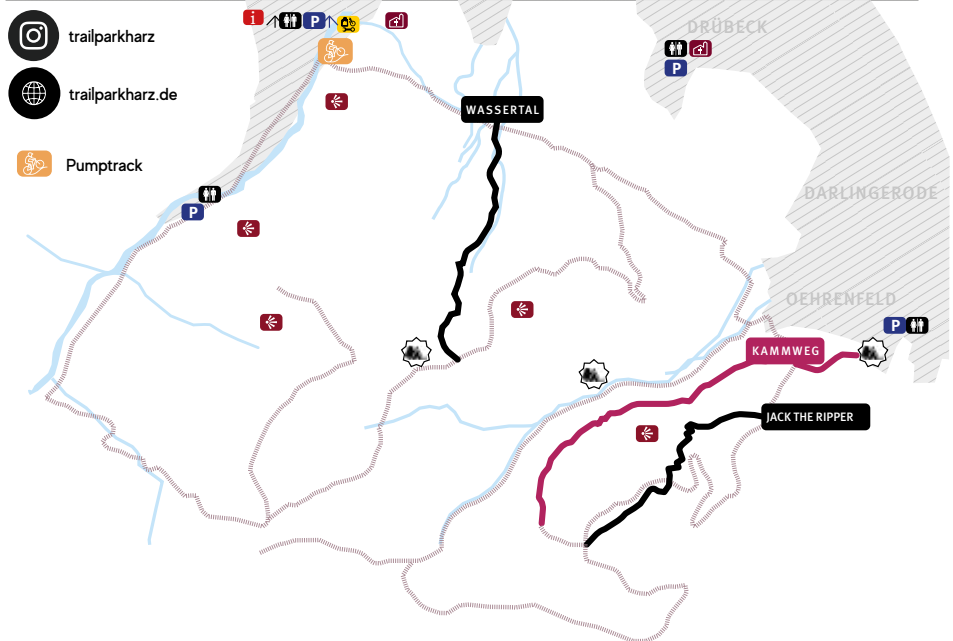 trailparkharz
trailparkharz.de
Pumptrack
i
P
DRÜBECK
P
WASSERTAL
DARLINGERODE
P
OEHRENFELD
P
KAMMWEG
JACK THE RIPPER